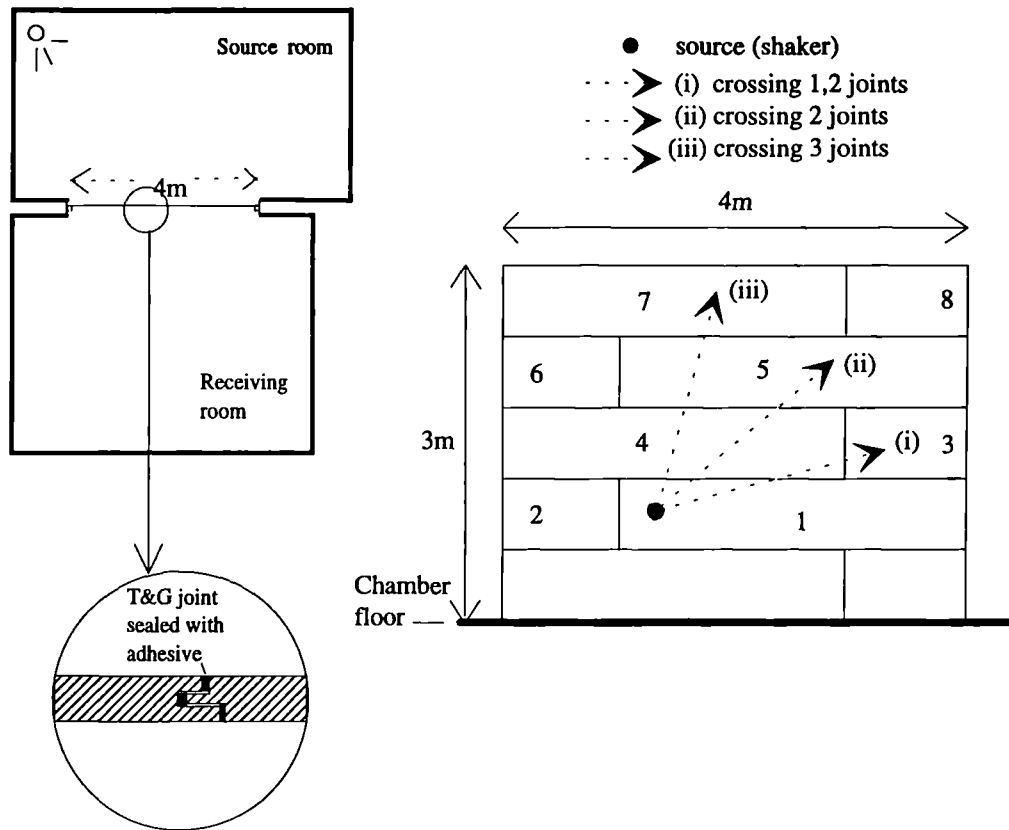 Source room
4m
Receiving
room
T&G joint
sealed with
adhesive
source (shaker)
(i) crossing 1,2 joints
(ii) crossing 2 joints
(iii) crossing 3 joints
4m
3m
7
(iii)
8
6
5
(ii)
4
(i)
3
2
1
Chamber
floor